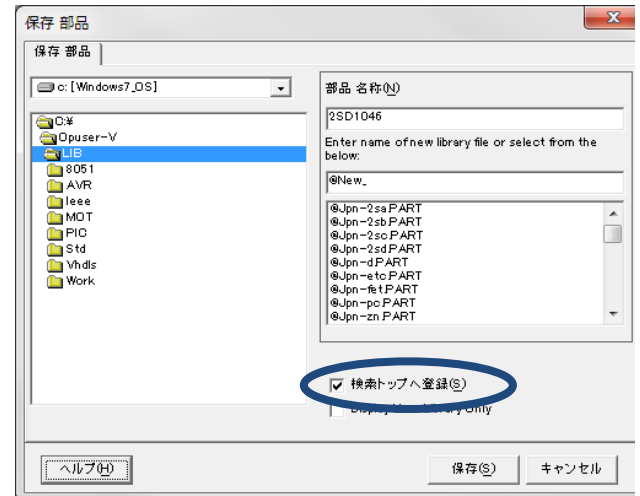 保存 部品
保存 部品
c: [Windows7_OS]
C:¥
Opuser-V
LIB
8051
AVR
Ieee
MOT
PIC
Std
Vhdls
Work
部品 名称(N)
2SD1046
Enter name of new library file or select from the
below:
@New_
@Jpn-2sa.PART
@Jpn-2sb.PART
@Jpn-2sc.PART
@Jpn-2sd.PART
@Jpn-d.PART
@Jpn-etc.PART
@Jpn-fet.PART
@Jpn-pc.PART
@Jpn-zn.PART
検索トップへ登録(S)
Only
ヘルプ(H)
保存(S)
キャンセル